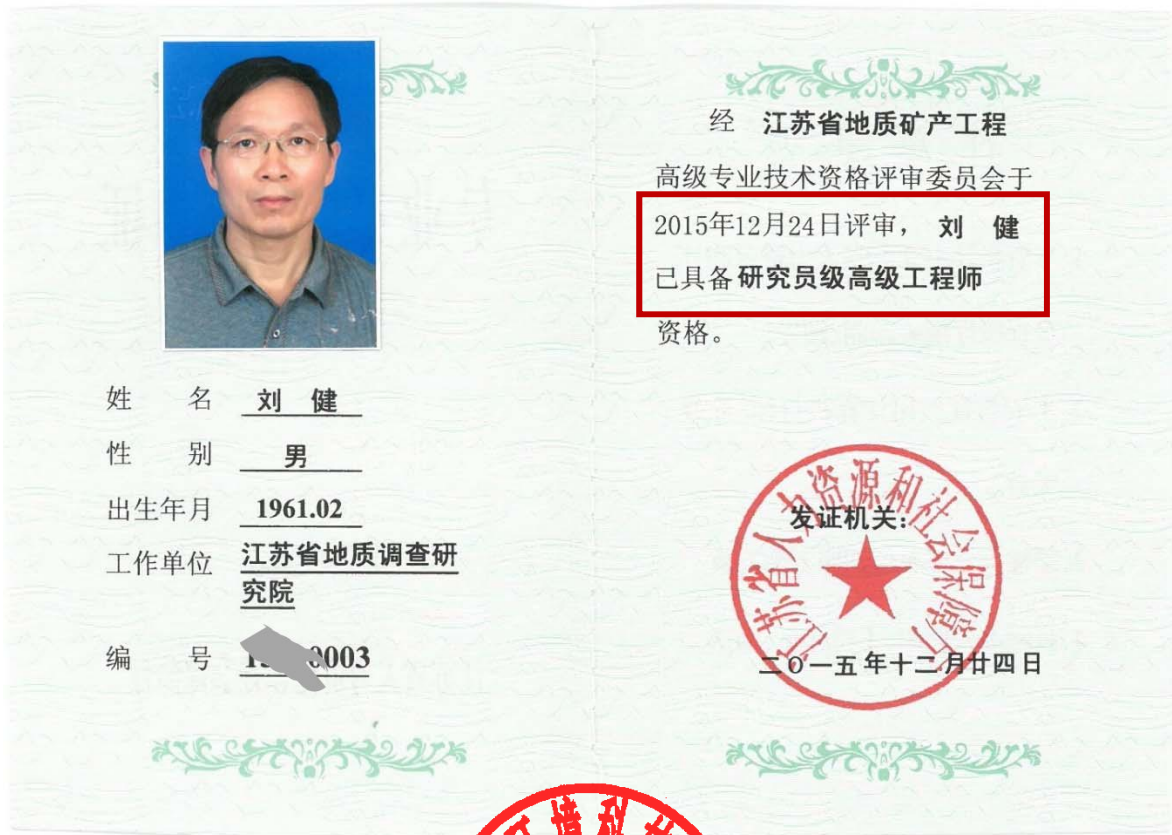 姓 名 刘 健
性 别 男
出生年月 1961.02
工作单位 江苏省地质调查研
究院
编 号 0003
经 江苏省地质矿产工程
高级专业技术资格评审委员会于
2015年12月24日评审， 刘 健
已具备 研究员级高级工程师
资格。
江苏省人力资源和社会保障厅
发证机关：
二〇一五年十二月廿四日
境科